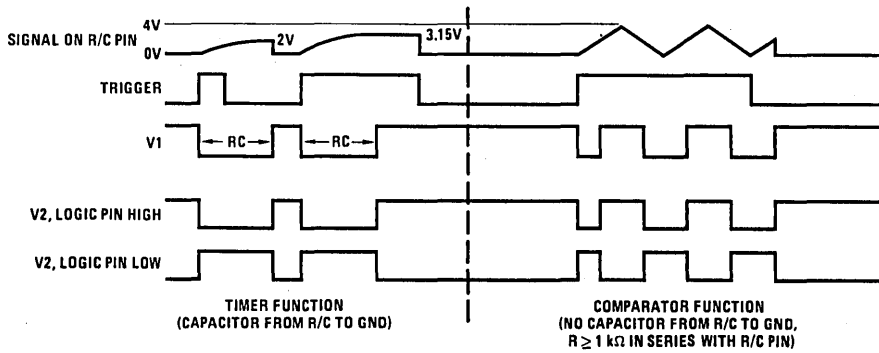 4V
SIGNAL ON R/C PIN
2V
3.15V
0V
TRIGGER
V1
RC
RC
V2, LOGIC PIN HIGH
V2, LOGIC PIN LOW
TIMER FUNCTION
(CAPACITOR FROM R/C TO GND)
COMPARATOR FUNCTION
(NO CAPACITOR FROM R/C TO GND,
R ≥ 1 kΩ IN SERIES WITH R/C PIN)